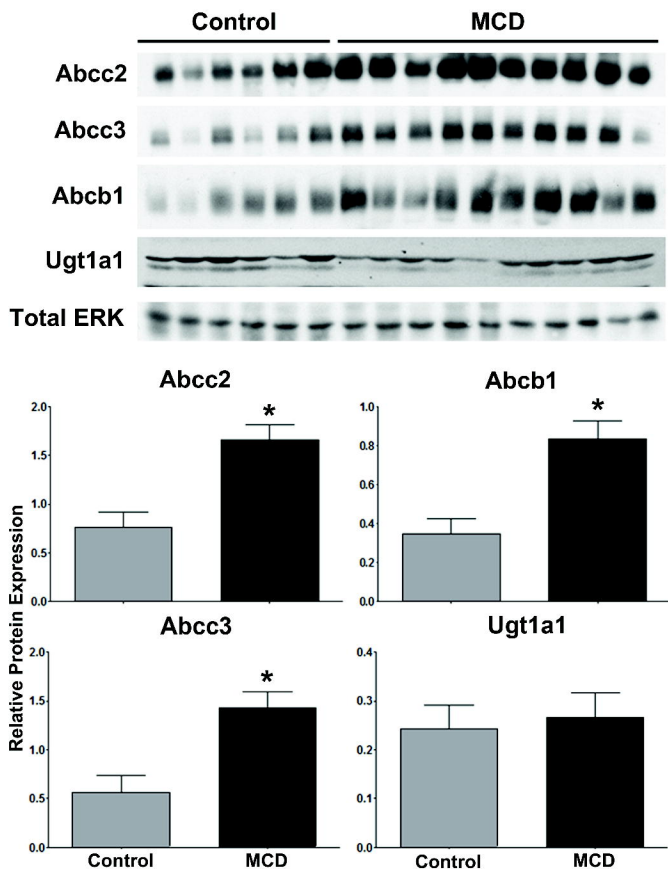 Control MCD
Abcc2
Abcc3
Abcb1
Ugt1a1
Total ERK
Relative Protein Expression
Abcc2
2.0
1.5
1.0
0.5
0.0
*
Abcb1
1.0
0.8
0.6
0.4
0.2
0.0
*
Abcc3
2.0
1.5
1.0
0.5
0.0
*
Control MCD
Ugt1a1
0.4
0.3
0.2
0.1
0.0
Control MCD